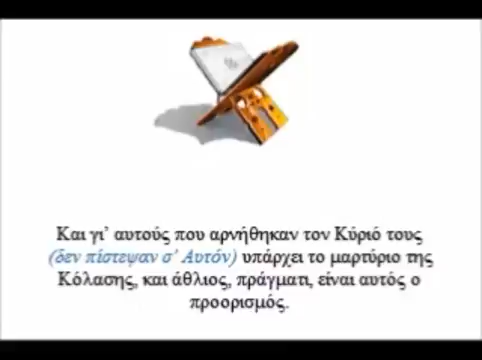 Και γι' αυτούς που αρνήθηκαν τον Κύριό τους
(δεν πίστεψαν σ' Αυτόν) υπάρχει το μαρτύριο της
Κόλασης, και άθλιος, πράγματι, είναι αυτός ο
προορισμός.